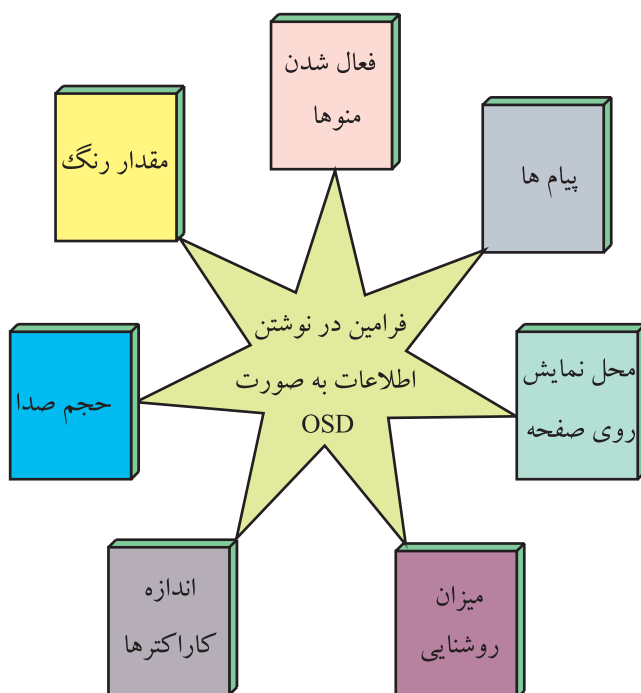 فعال شدن
منوها
پیام ها
مقدار رنگ
فرامین در نوشتن
اطلاعات به صورت
OSD
محل نمایش
روی صفحه
حجم صدا
میزان
روشنایی
اندازه
کاراکترها